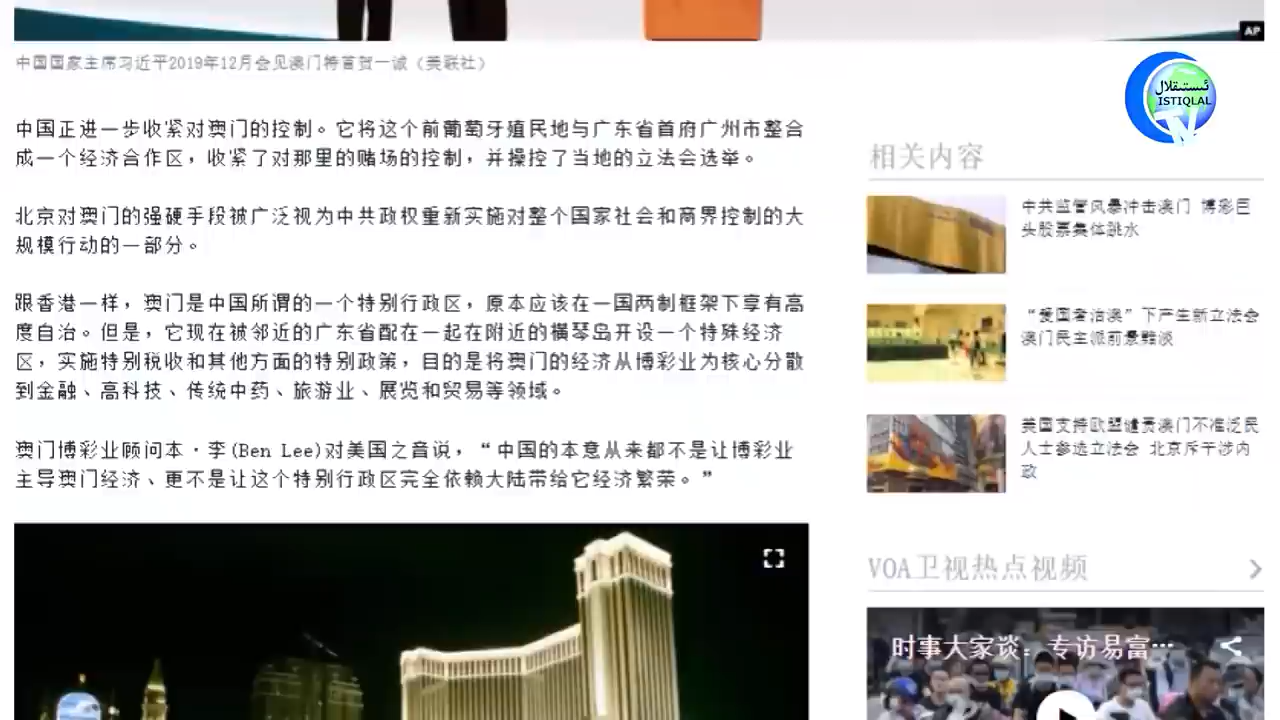 AP
中国国家主席习近平2019年12月会见澳门特首贺一诚（美联社）
ئىستىقلال
ISTIQLAL
TV
中国正进一步收紧对澳门的控制。它将这个前葡萄牙殖民地与广东省首府广州市整合
成一个经济合作区，收紧了对那里的赌场的控制，并操控了当地的立法会选举。
北京对澳门的强硬手段被广泛视为中共政权重新实施对整个国家社会和商界控制的大
规模行动的一部分。
跟香港一样，澳门是中国所谓的一个特别行政区，原本应该在一国两制框架下享有高
度自治。但是，它现在被邻近的广东省配在一起在附近的横琴岛开设一个特殊经济
区，实施特别税收和其他方面的特别政策，目的是将澳门的经济从博彩业为核心分散
到金融、高科技、传统中药、旅游业、展览和贸易等领域。
澳门博彩业顾问本·李(Ben Lee)对美国之音说，“中国的本意从来都不是让博彩业
主导澳门经济、更不是让这个特别行政区完全依赖大陆带给它经济繁荣。”
相关内容
中共监管风暴冲击澳门 博彩巨
头股票集体跳水
“爱国者治澳”下产生新立法会
澳门民主派前景黯淡
美国支持欧盟谴责澳门不准泛民
人士参选立法会 北京斥干涉内
政
VOA卫视热点视频
时事大家谈：专访易富…